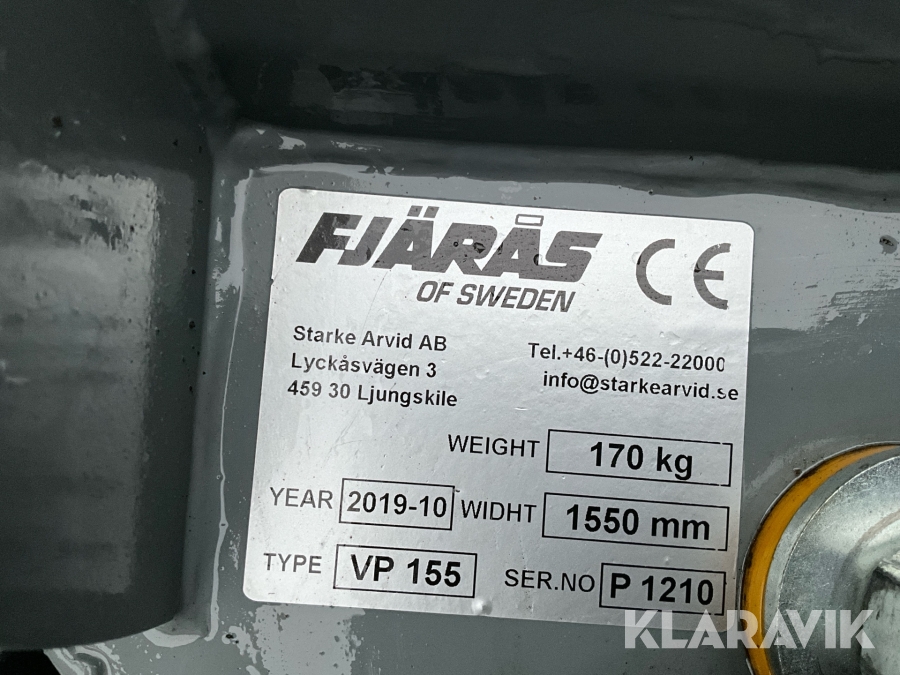 FJÄRÅS
OF SWEDEN
CE
Starke Arvid AB
Lyckåsvägen 3
459 30 Ljungskile
Tel.+46-(0)522-22000
info@starkearvid.se
WEIGHT 170 kg
YEAR 2019-10 WIDHT 1550 mm
TYPE VP 155 SER.NO P 1210
KLARAVIK